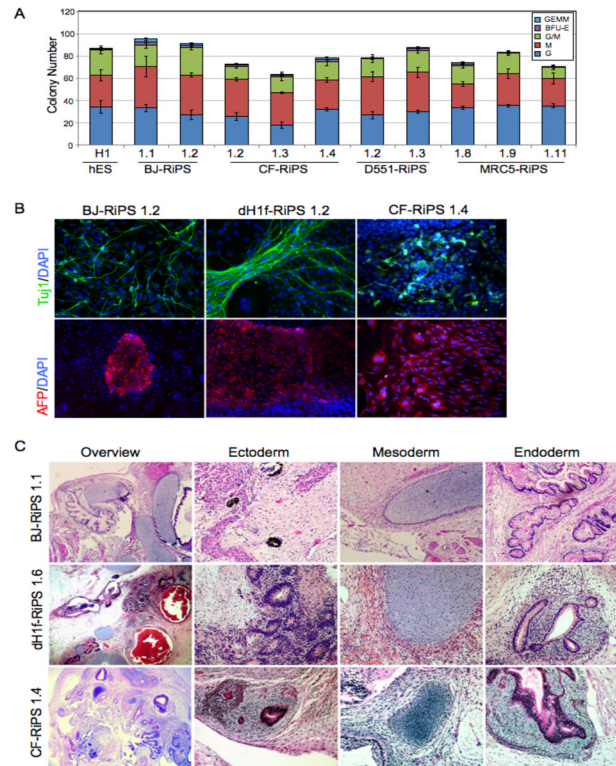 A
Colony Number
120
100
80
60
40
20
0
GEMM
BFU-E
G/M
M
G
H1 1.1 1.2 1.2 1.3 1.4 1.2 1.3 1.8 1.9 1.11
hES BJ-RiPS CF-RiPS D551-RiPS MRC5-RiPS
B
BJ-RiPS 1.2 dH1f-RiPS 1.2 CF-RiPS 1.4
Tuj1/DAPI
AFP/DAPI
C
Overview Ectoderm Mesoderm Endoderm
BJ-RiPS 1.1
dH1f-RiPS 1.6
CF-RiPS 1.4